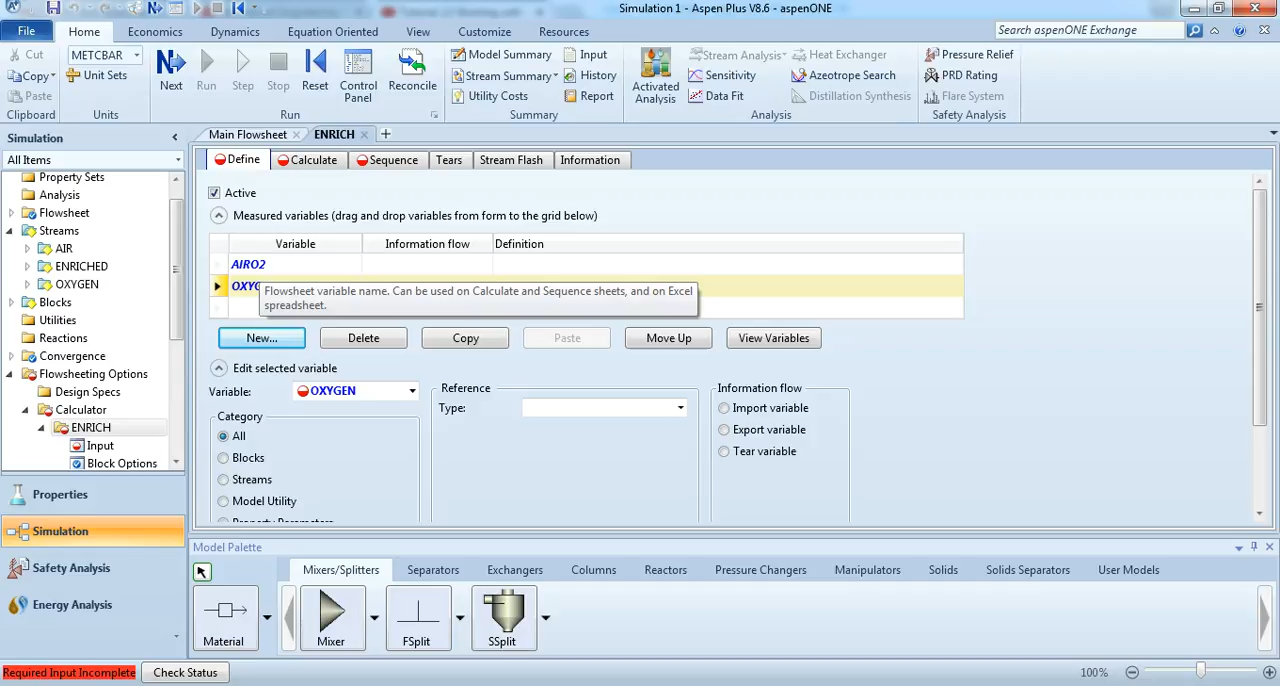 Simulation 1 - Aspen Plus V8.6 - aspenONE
File
Home
Economics
Dynamics
Equation Oriented
View
Customize
Resources
Search aspenONE Exchange
Cut
Copy
Paste
Clipboard
METCBAR
Unit Sets
Units
Next
Run
Step
Stop
Reset
Control Panel
Reconcile
Run
Model Summary
Stream Summary
Utility Costs
Input
History
Report
Summary
Activated Analysis
Stream Analysis
Sensitivity
Data Fit
Heat Exchanger
Azeotrope Search
Distillation Synthesis
Analysis
Pressure Relief
PRD Rating
Flare System
Safety Analysis
Simulation
All Items
Property Sets
Analysis
Flowsheet
Streams
AIR
ENRICHED
OXYGEN
Blocks
Utilities
Reactions
Convergence
Flowsheeting Options
Design Specs
Calculator
ENRICH
Input
Block Options
Properties
Simulation
Safety Analysis
Energy Analysis
Main Flowsheet
ENRICH
Define
Calculate
Sequence
Tears
Stream Flash
Information
Active
Measured variables (drag and drop variables from form to the grid below)
Variable
Information flow
Definition
AIRO2
Flowsheet variable name. Can be used on Calculate and Sequence sheets, and on Excel
spreadsheet.
New...
Delete
Copy
Paste
Move Up
View Variables
Edit selected variable
Variable:
OXYGEN
Category
All
Blocks
Streams
Model Utility
Reference
Type:
Information flow
Import variable
Export variable
Tear variable
Model Palette
Mixers/Splitters
Separators
Exchangers
Columns
Reactors
Pressure Changers
Manipulators
Solids
Solids Separators
User Models
Material
Mixer
FSplit
SSplit
Required Input Incomplete
Check Status
100%